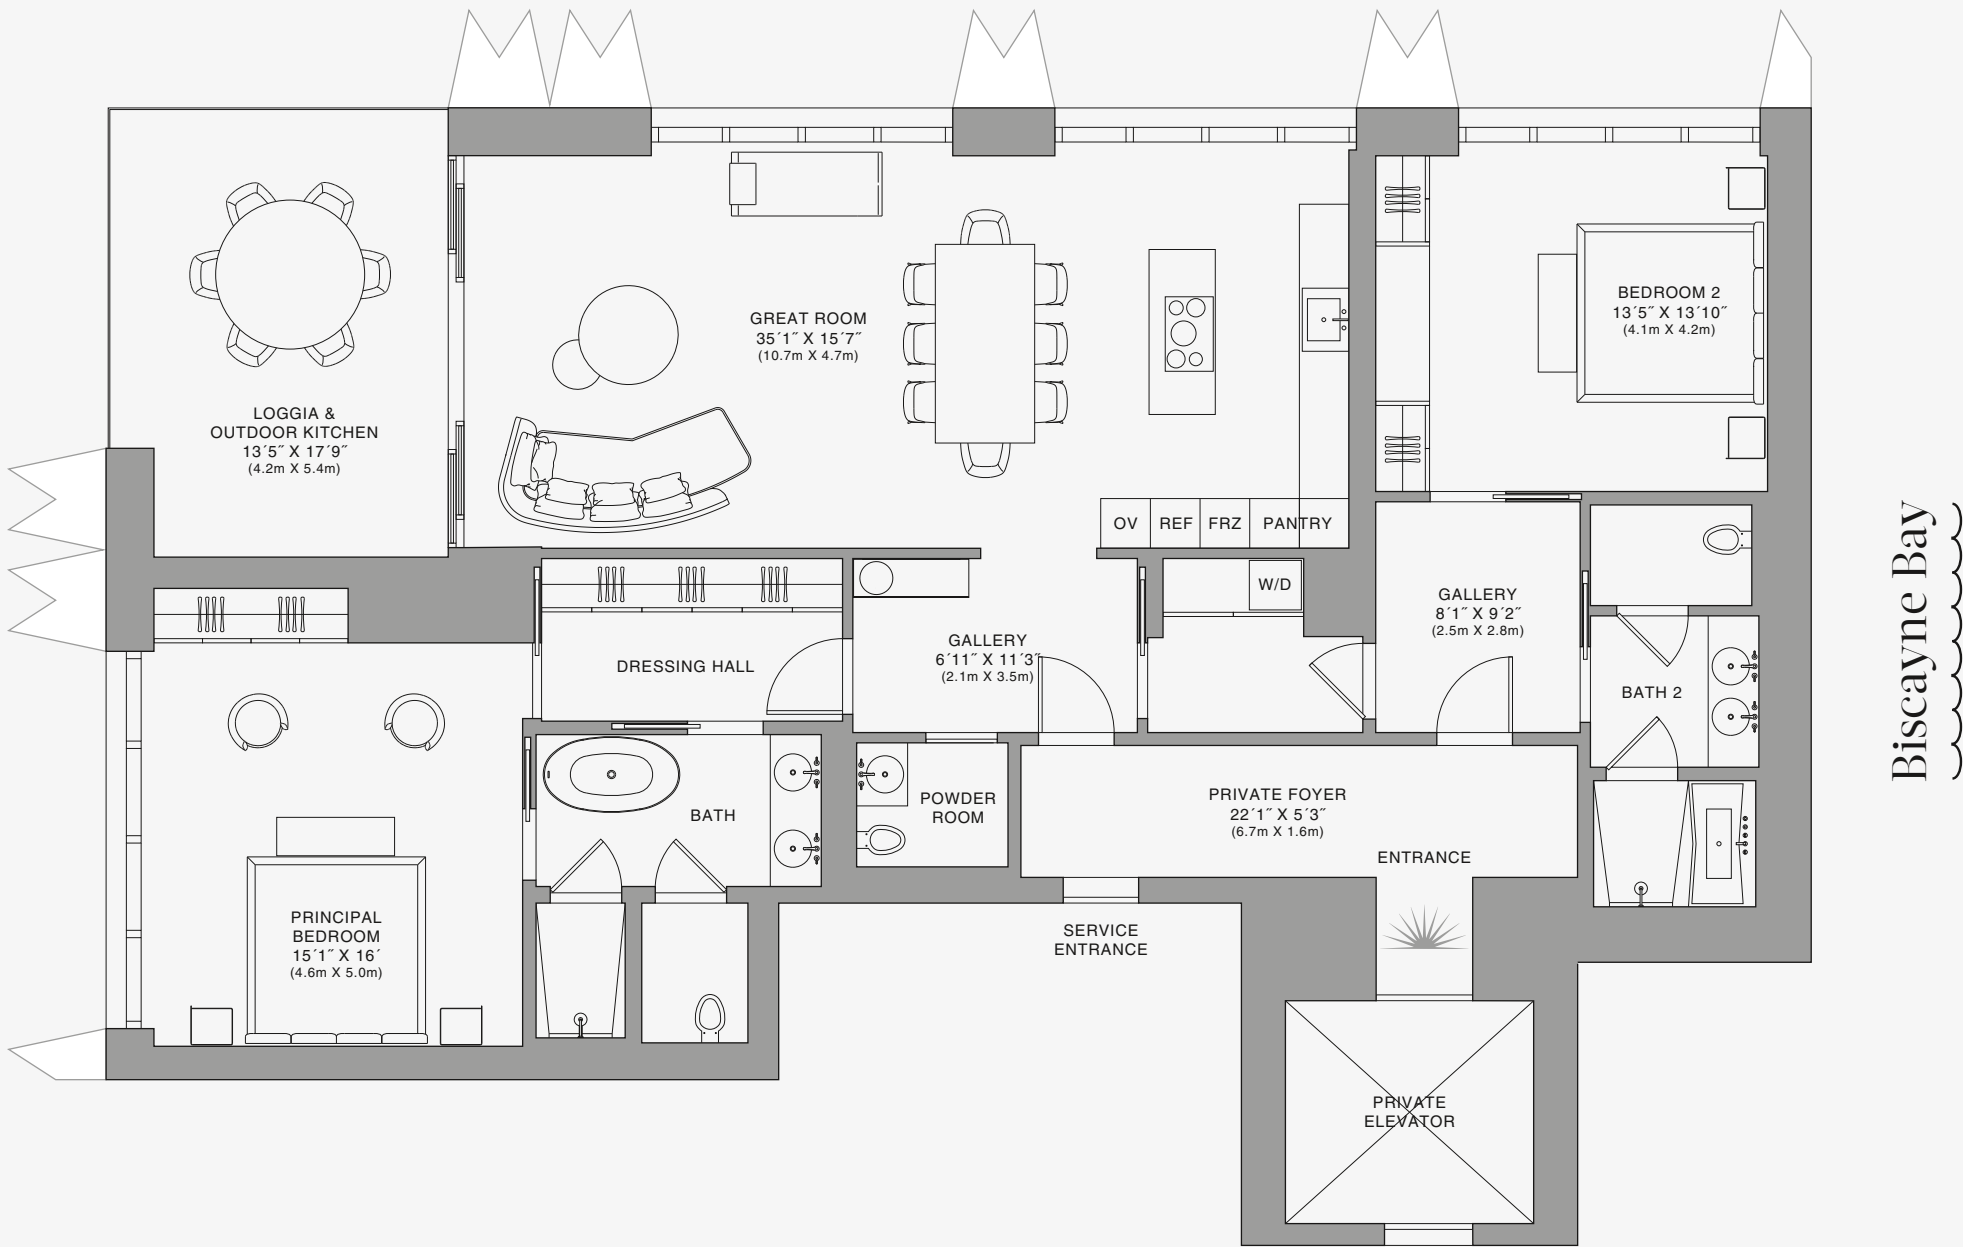 GREAT ROOM
35´1˝ X 15´7˝
(10.7m X 4.7m)
BEDROOM 2
13´5˝ X 13´10˝
(4.1m X 4.2m)
LOGGIA &
OUTDOOR KITCHEN
13´5˝ X 17´9˝
(4.2m X 5.4m)
OV
REF
FRZ
PANTRY
W/D
GALLERY
8´1˝ X 9´2˝
(2.5m X 2.8m)
GALLERY
6´11˝ X 11´3˝
(2.1m X 3.5m)
DRESSING HALL
BATH 2
Biscayne Bay
BATH
POWDER
ROOM
PRIVATE FOYER
22´1˝ X 5´3˝
(6.7m X 1.6m)
ENTRANCE
PRINCIPAL
BEDROOM
15´1˝ X 16´
(4.6m X 5.0m)
SERVICE
ENTRANCE
PRIVATE
ELEVATOR